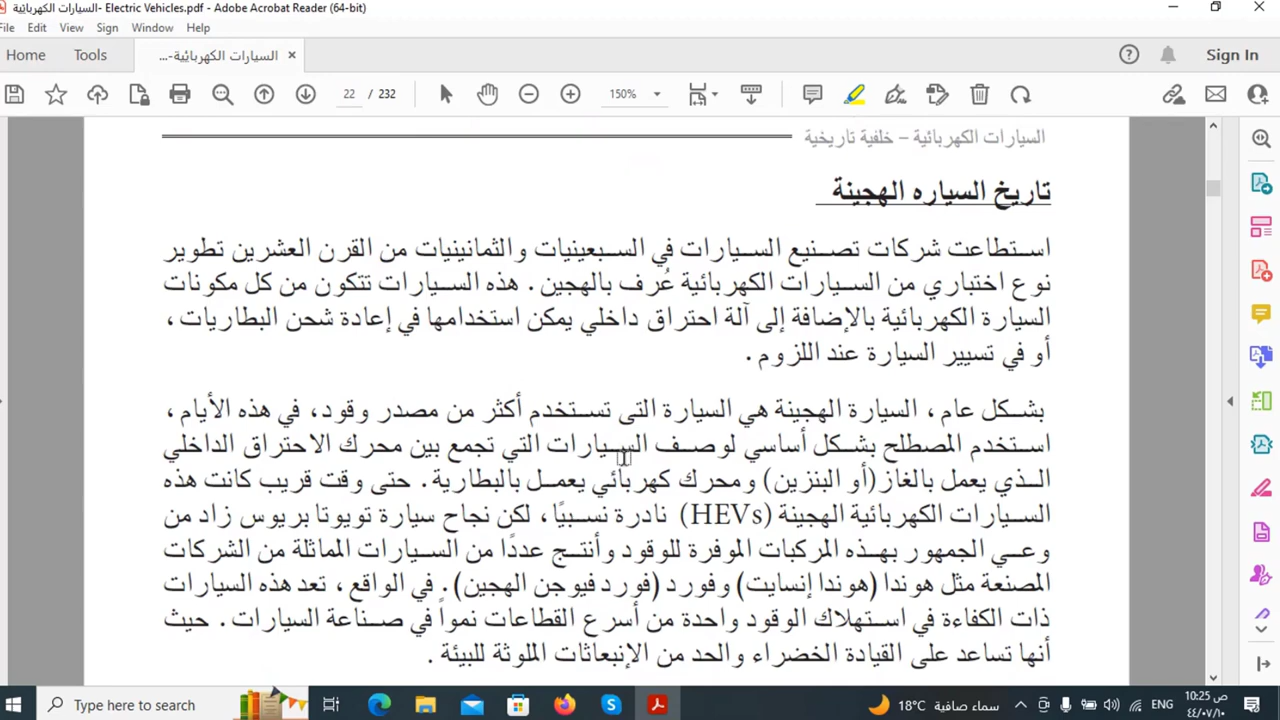 السيارات الكهربائية- Electric Vehicles.pdf - Adobe Acrobat Reader (64-bit)
File Edit View Sign Window Help
Home Tools السيارات الكهربائية-... × Sign In
22 / 232 150%
السيارات الكهربائية – خلفية تاريخية
تاريخ السياره الهجينة
استطاعت شركات تصنيع السيارات في السبعينيات والثمانينيات من القرن العشرين تطوير
نوع اختباري من السيارات الكهربائية عُرف بالهجين . هذه السيارات تتكون من كل مكونات
السيارة الكهربائية بالإضافة إلى آلة احتراق داخلي يمكن استخدامها في إعادة شحن البطاريات ،
أو في تسيير السيارة عند اللزوم .
بشكل عام ، السيارة الهجينة هي السيارة التى تستخدم أكثر من مصدر وقود، في هذه الأيام ،
استخدم المصطلح بشكل أساسي لوصف السيارات التي تجمع بين محرك الاحتراق الداخلي
الذي يعمل بالغاز(أو البنزين) ومحرك كهربائي يعمل بالبطارية . حتى وقت قريب كانت هذه
السيارات الكهربائية الهجينة (HEVs) نادرة نسبيًا ، لكن نجاح سيارة تويوتا بريوس زاد من
وعي الجمهور بهذه المركبات الموفرة للوقود وأنتج عددًا من السيارات المماثلة من الشركات
المصنعة مثل هوندا (هوندا إنسايت) وفورد (فورد فيوجن الهجين) . في الواقع ، تعد هذه السيارات
ذات الكفاءة في استهلاك الوقود واحدة من أسرع القطاعات نمواً في صناعة السيارات . حيث
أنها تساعد على القيادة الخضراء والحد من الإنبعاثات الملوثة للبيئة .
Type here to search 18°C سماء صافية ENG 10:25 ص
٤٤/٠٧/١٠